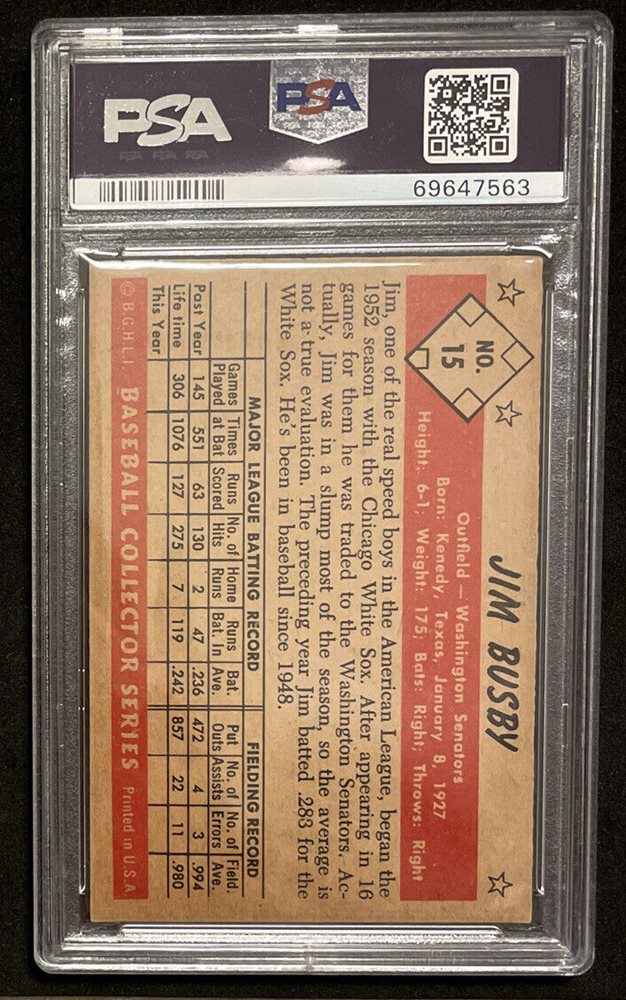 PSA
PSA
69647563
NO.
15
JIM BUSBY
Outfield — Washington Senators
Born: Kenedy, Texas, January 8, 1927
Height: 6-1; Weight: 175; Bats: Right; Throws: Right
Jim, one of the real speed boys in the American League, began the
1952 season with the Chicago White Sox. After appearing in 16
games for them he was traded to the Washington Senators. Ac-
tually, Jim was in a slump most of the season, so the average is
not a true evaluation. The preceding year Jim batted .283 for the
White Sox. He's been in baseball since 1948.
MAJOR LEAGUE BATTING RECORD FIELDING RECORD
Games Times Runs No. of Home Runs Bat. Put No. of No. of Field.
Played at Bat Scored Hits Runs Bat. In Ave. Outs Assists Errors Ave.
Past Year 145 551 63 130 2 47 .236 472 4 3 .994
Life time 306 1076 127 275 7 119 .242 857 22 11 .980
This Year
© B.G.H.L.I. BASEBALL COLLECTOR SERIES Printed in U.S.A.